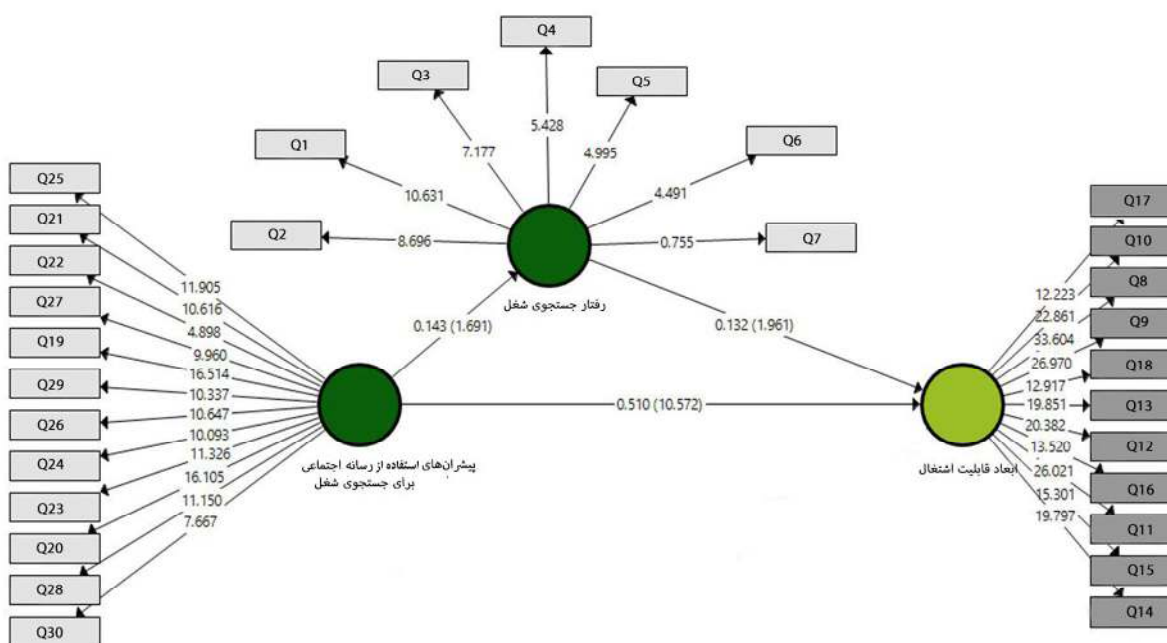 Q4
Q3
Q5
Q1
Q6
Q2
Q7
5.428
7.177
4.995
10.631
4.491
8.696
0.755
رفتار جستجوی شغل
Q25
Q21
Q22
Q27
Q19
Q29
Q26
Q24
Q23
Q20
Q28
Q30
11.905
10.616
4.898
9.960
16.514
10.337
10.647
10.093
11.326
16.105
11.150
7.667
0.143 (1.691)
0.132 (1.961)
0.510 (10.572)
پیشران‌های استفاده از رسانه اجتماعی
برای جستجوی شغل
ابعاد قابلیت اشتغال
12.223
22.861
33.604
26.970
12.917
19.851
20.382
13.520
26.021
15.301
19.797
Q17
Q10
Q8
Q9
Q18
Q13
Q12
Q16
Q11
Q15
Q14